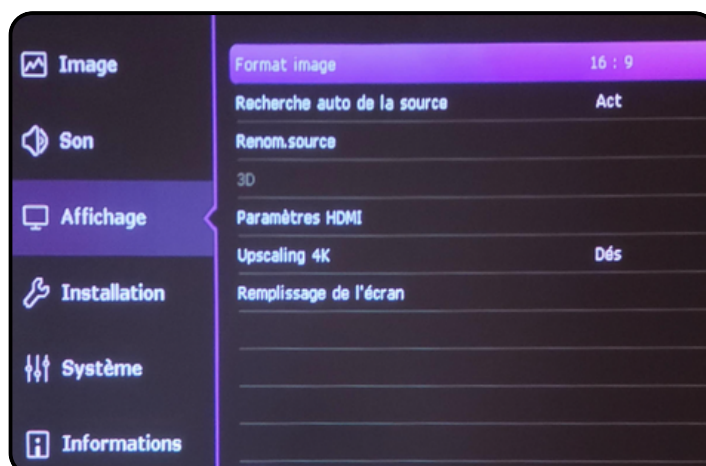 Image
Son
Affichage
Installation
Système
Informations
Format image 16 : 9
Recherche auto de la source Act
Renom.source
3D
Paramètres HDMI
Upscaling 4K Dés
Remplissage de l'écran